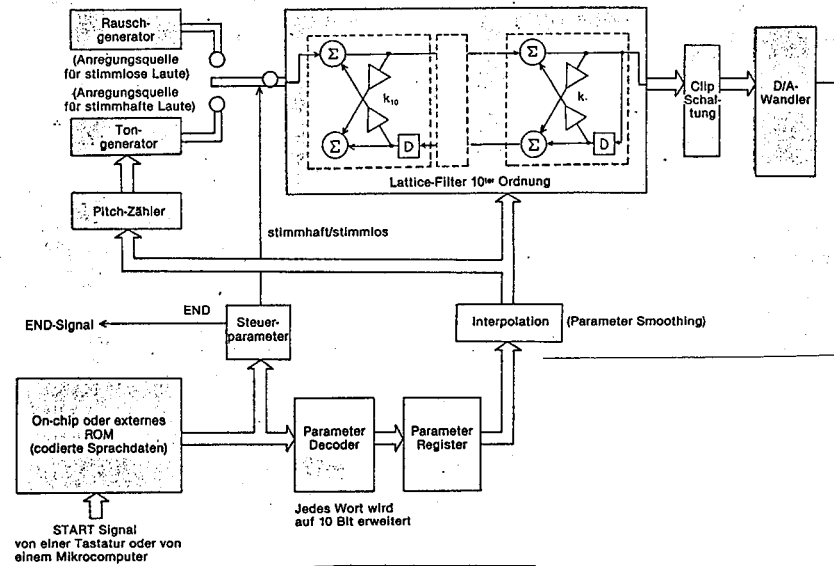 Rausch-
generator
(Anregungsquelle
für stimmlose Laute)
(Anregungsquelle
für stimmhafte Laute)
Ton-
generator
Pitch-Zähler
Σ
Σ
k10
D
Σ
Σ
k
D
Lattice-Filter 10ter Ordnung
Clip
Schal-
tung
D/A-
Wandler
stimmhaft/stimmlos
END
END-Signal
Steuer-
parameter
Interpolation
(Parameter Smoothing)
On-chip oder externes
ROM
(codierte Sprachdaten)
Parameter
Decoder
Parameter
Register
Jedes Wort wird
auf 10 Bit erweitert
START Signal
von einer Tastatur oder von
einem Mikrocomputer